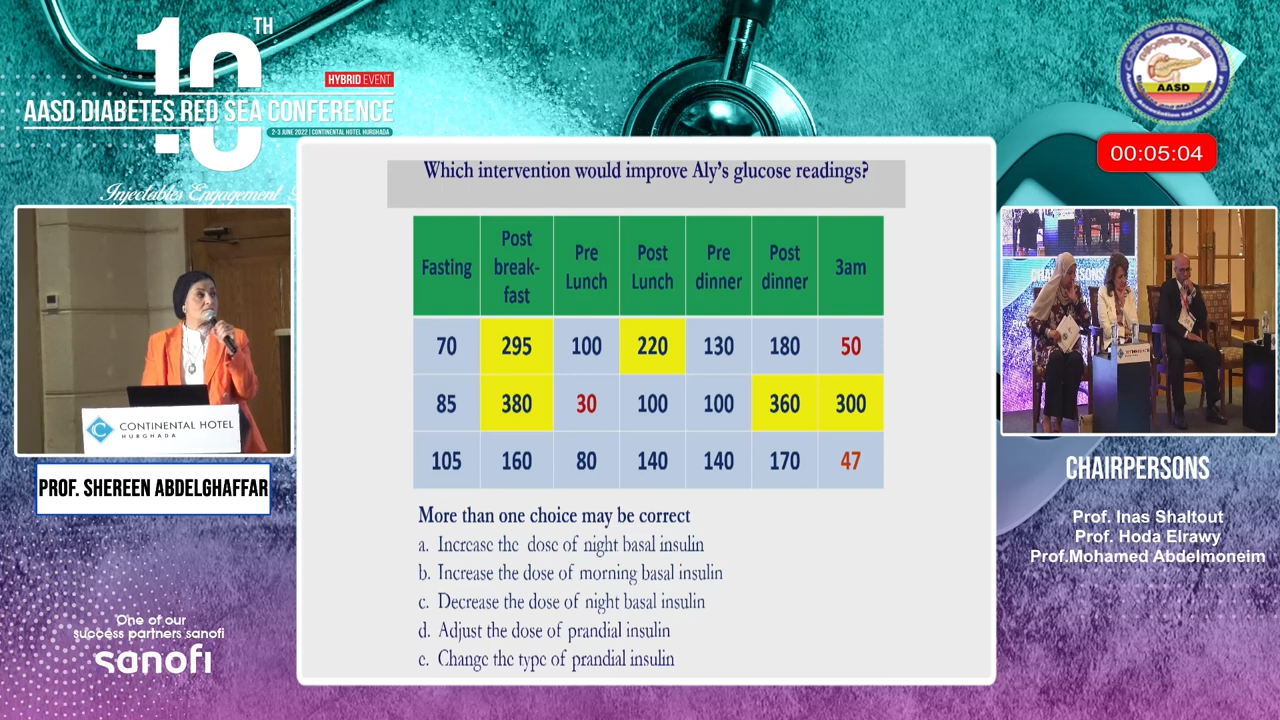 10TH
HYBRID EVENT
AASD DIABETES RED SEA CONFERENCE
2-3 JUNE 2022 | CONTINENTAL HOTEL HURGHADA
Injectables Engagement
AASD
00:05:04
Which intervention would improve Aly's glucose readings?
Fasting Post break-fast Pre Lunch Post Lunch Pre dinner Post dinner 3am
70 295 100 220 130 180 50
85 380 30 100 100 360 300
105 160 80 140 140 170 47
More than one choice may be correct
a. Increase the dose of night basal insulin
b. Increase the dose of morning basal insulin
c. Decrease the dose of night basal insulin
d. Adjust the dose of prandial insulin
e. Change the type of prandial insulin
CONTINENTAL HOTEL
HURGHADA
PROF. SHEREEN ABDELGHAFFAR
One of our
success partners sanofi
sanofi
CHAIRPERSONS
Prof. Inas Shaltout
Prof. Hoda Elrawy
Prof.Mohamed Abdelmoneim